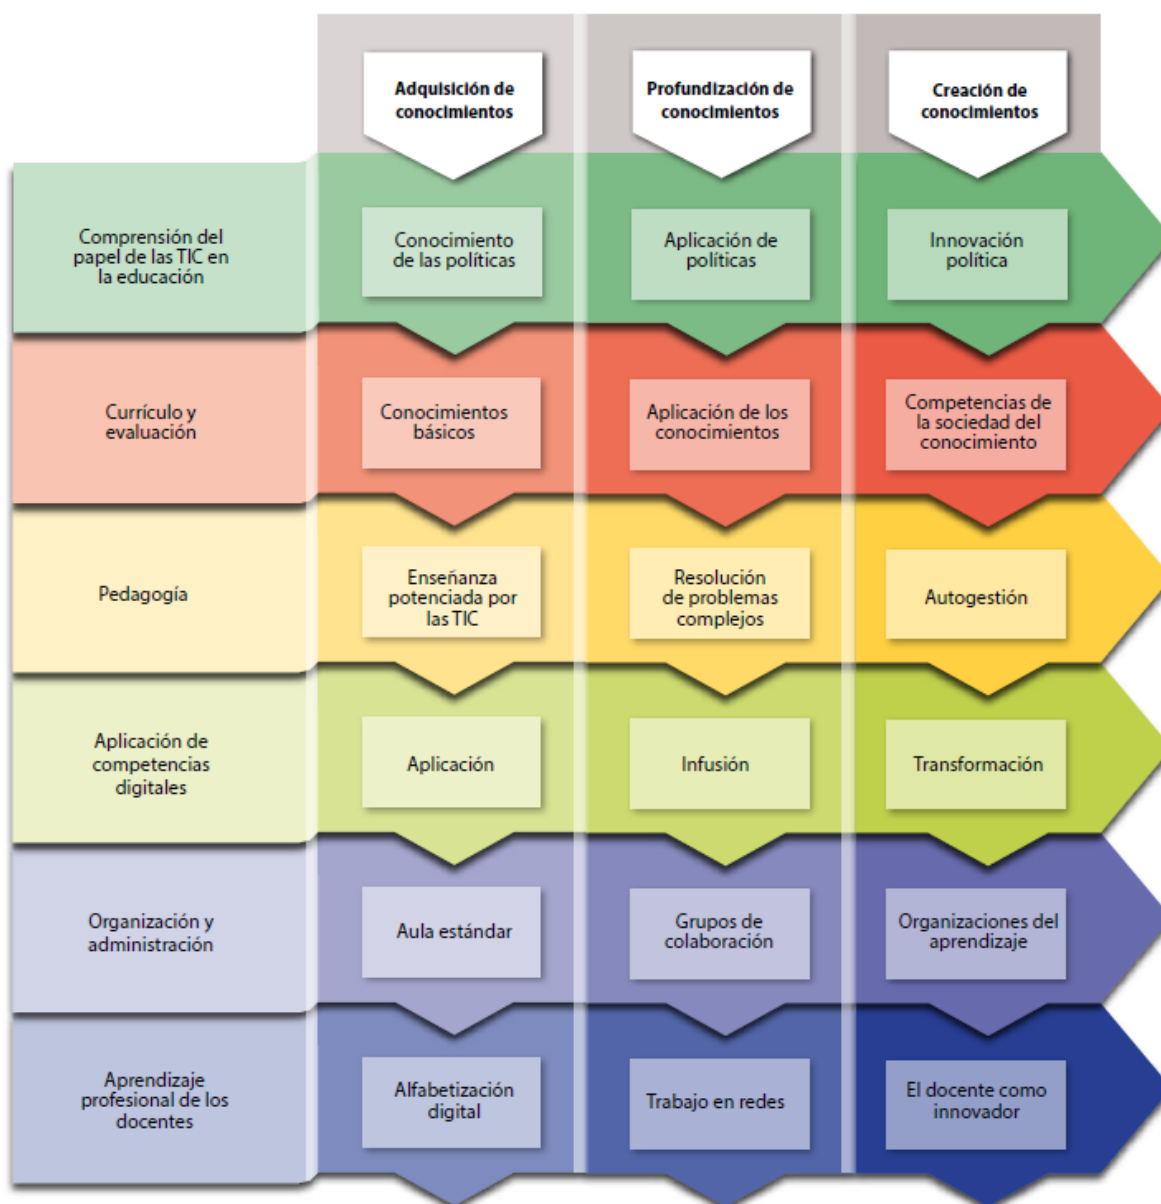 Adquisición de
conocimientos
Profundización de
conocimientos
Creación de
conocimientos
Comprensión del
papel de las TIC en
la educación
Conocimiento
de las políticas
Aplicación de
políticas
Innovación
política
Currículo y
evaluación
Conocimientos
básicos
Aplicación de los
conocimientos
Competencias de
la sociedad del
conocimiento
Pedagogía
Enseñanza
potenciada por
las TIC
Resolución
de problemas
complejos
Autogestión
Aplicación de
competencias
digitales
Aplicación
Infusión
Transformación
Organización y
administración
Aula estándar
Grupos de
colaboración
Organizaciones del
aprendizaje
Aprendizaje
profesional de los
docentes
Alfabetización
digital
Trabajo en redes
El docente como
innovador